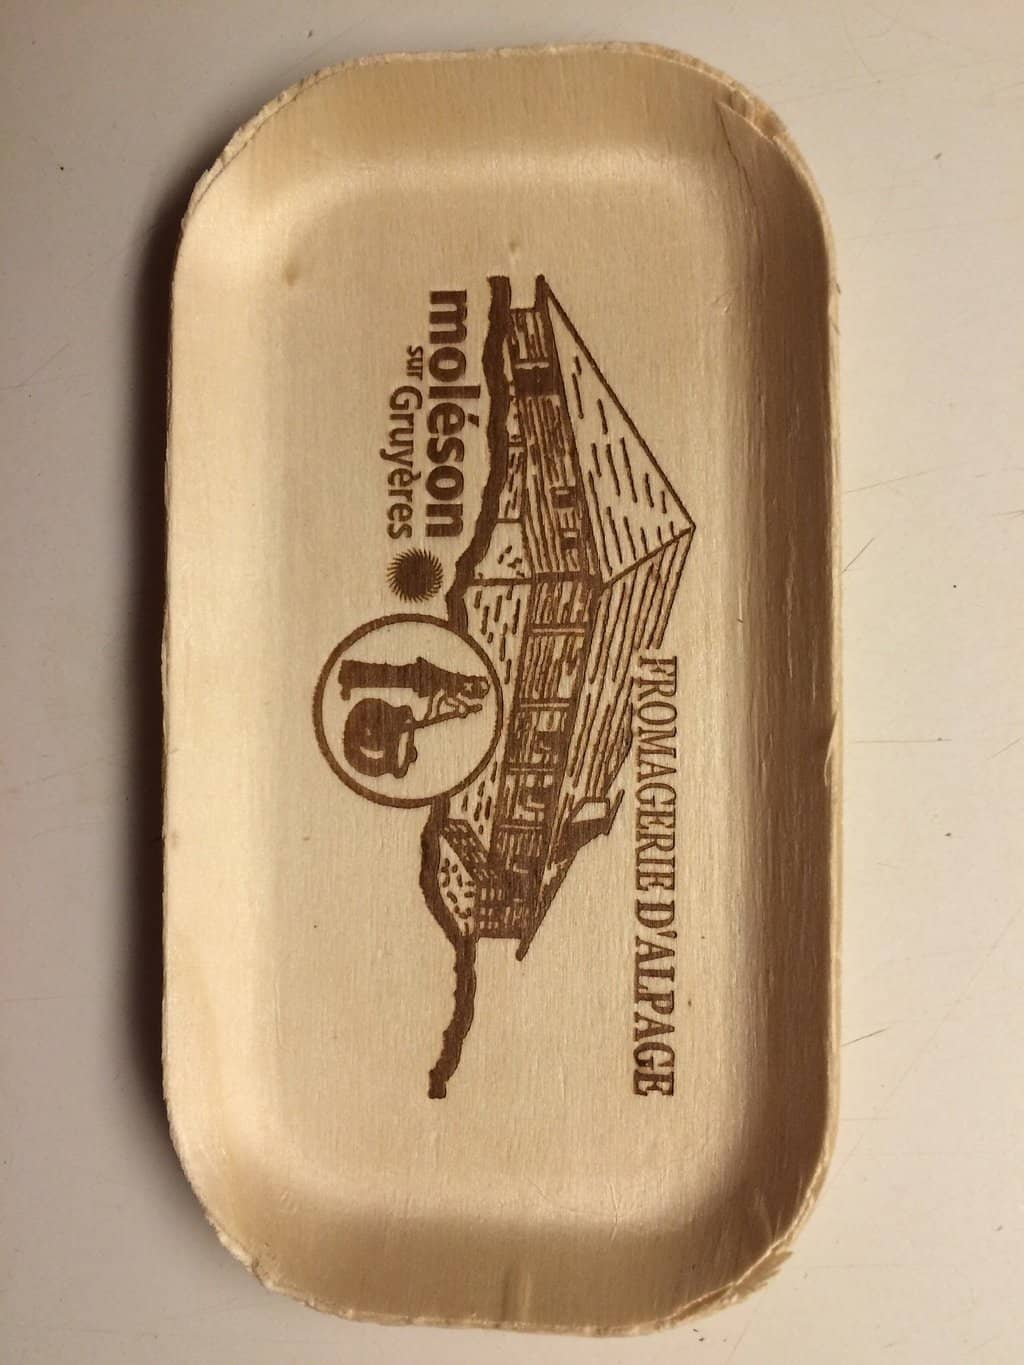 FROMAGERIE D'ALPAGE
moléson
sur Gruyères